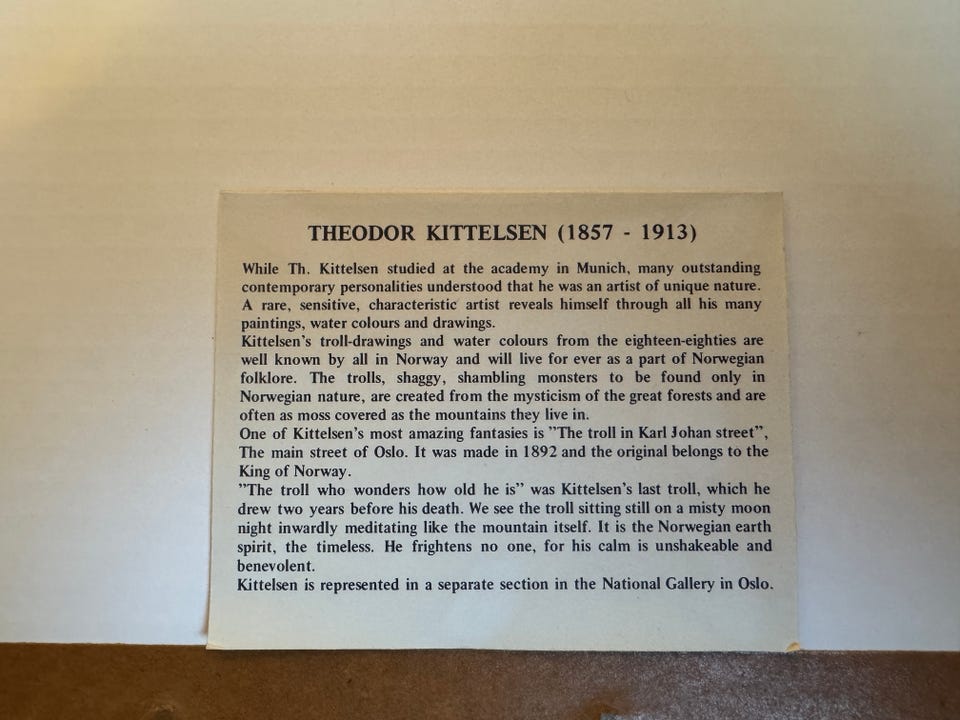 THEODOR KITTELSEN (1857 - 1913)
While Th. Kittelsen studied at the academy in Munich, many outstanding
contemporary personalities understood that he was an artist of unique nature.
A rare, sensitive, characteristic artist reveals himself through all his many
paintings, water colours and drawings.
Kittelsen's troll-drawings and water colours from the eighteen-eighties are
well known by all in Norway and will live for ever as a part of Norwegian
folklore. The trolls, shaggy, shambling monsters to be found only in
Norwegian nature, are created from the mysticism of the great forests and are
often as moss covered as the mountains they live in.
One of Kittelsen's most amazing fantasies is ”The troll in Karl Johan street”,
The main street of Oslo. It was made in 1892 and the original belongs to the
King of Norway.
”The troll who wonders how old he is” was Kittelsen's last troll, which he
drew two years before his death. We see the troll sitting still on a misty moon
night inwardly meditating like the mountain itself. It is the Norwegian earth
spirit, the timeless. He frightens no one, for his calm is unshakeable and
benevolent.
Kittelsen is represented in a separate section in the National Gallery in Oslo.